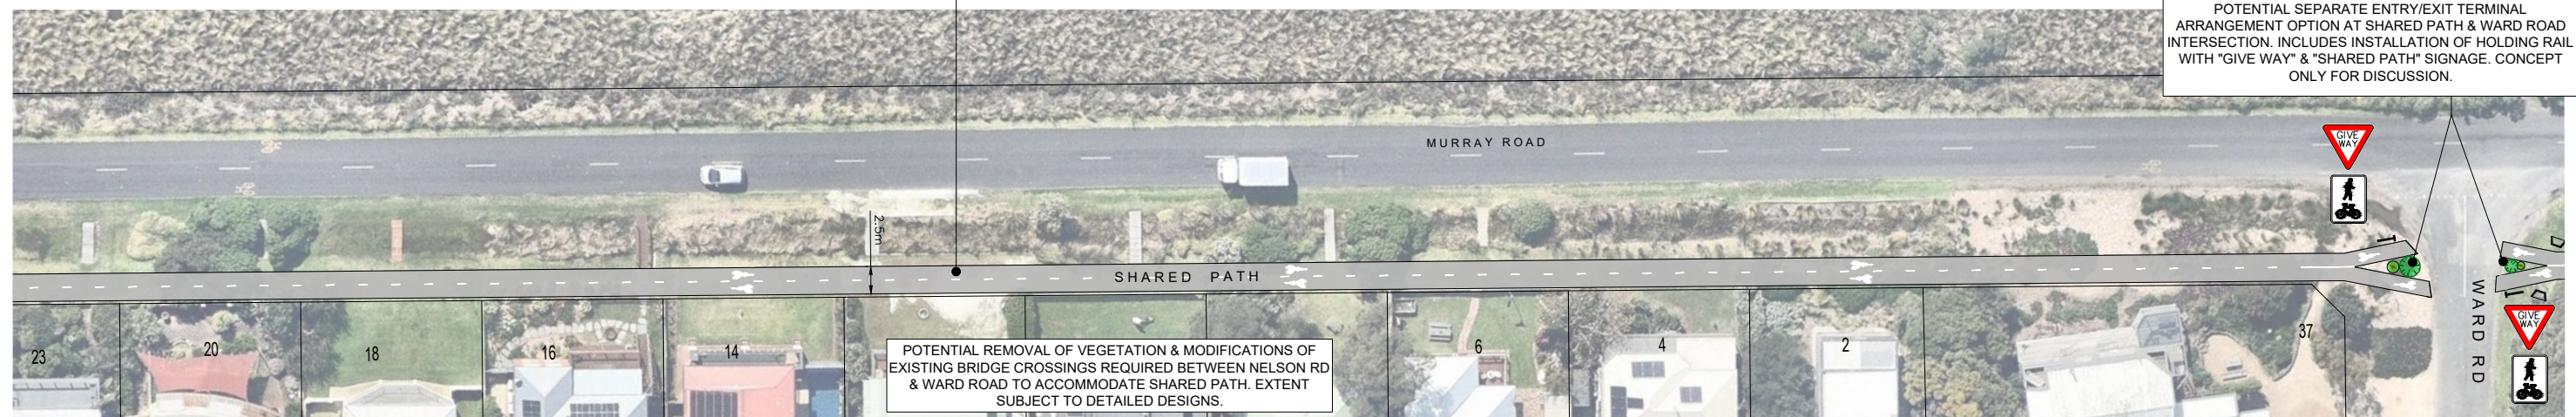 POTENTIAL SEPARATE ENTRY/EXIT TERMINAL
ARRANGEMENT OPTION AT SHARED PATH & WARD ROAD
INTERSECTION. INCLUDES INSTALLATION OF HOLDING RAIL
WITH "GIVE WAY" & "SHARED PATH" SIGNAGE. CONCEPT
ONLY FOR DISCUSSION.
MURRAY ROAD
GIVE
WAY
2.5m
SHARED PATH
WARD RD
GIVE
WAY
23
20
18
16
14
6
4
2
37
POTENTIAL REMOVAL OF VEGETATION & MODIFICATIONS OF
EXISTING BRIDGE CROSSINGS REQUIRED BETWEEN NELSON RD
& WARD ROAD TO ACCOMMODATE SHARED PATH. EXTENT
SUBJECT TO DETAILED DESIGNS.